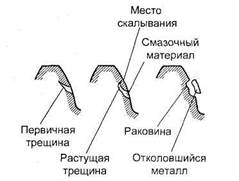 Место
скалывания
Смазочный
материал
Первичная
трещина
Растущая
трещина
Раковина
Отколовшийся
металл